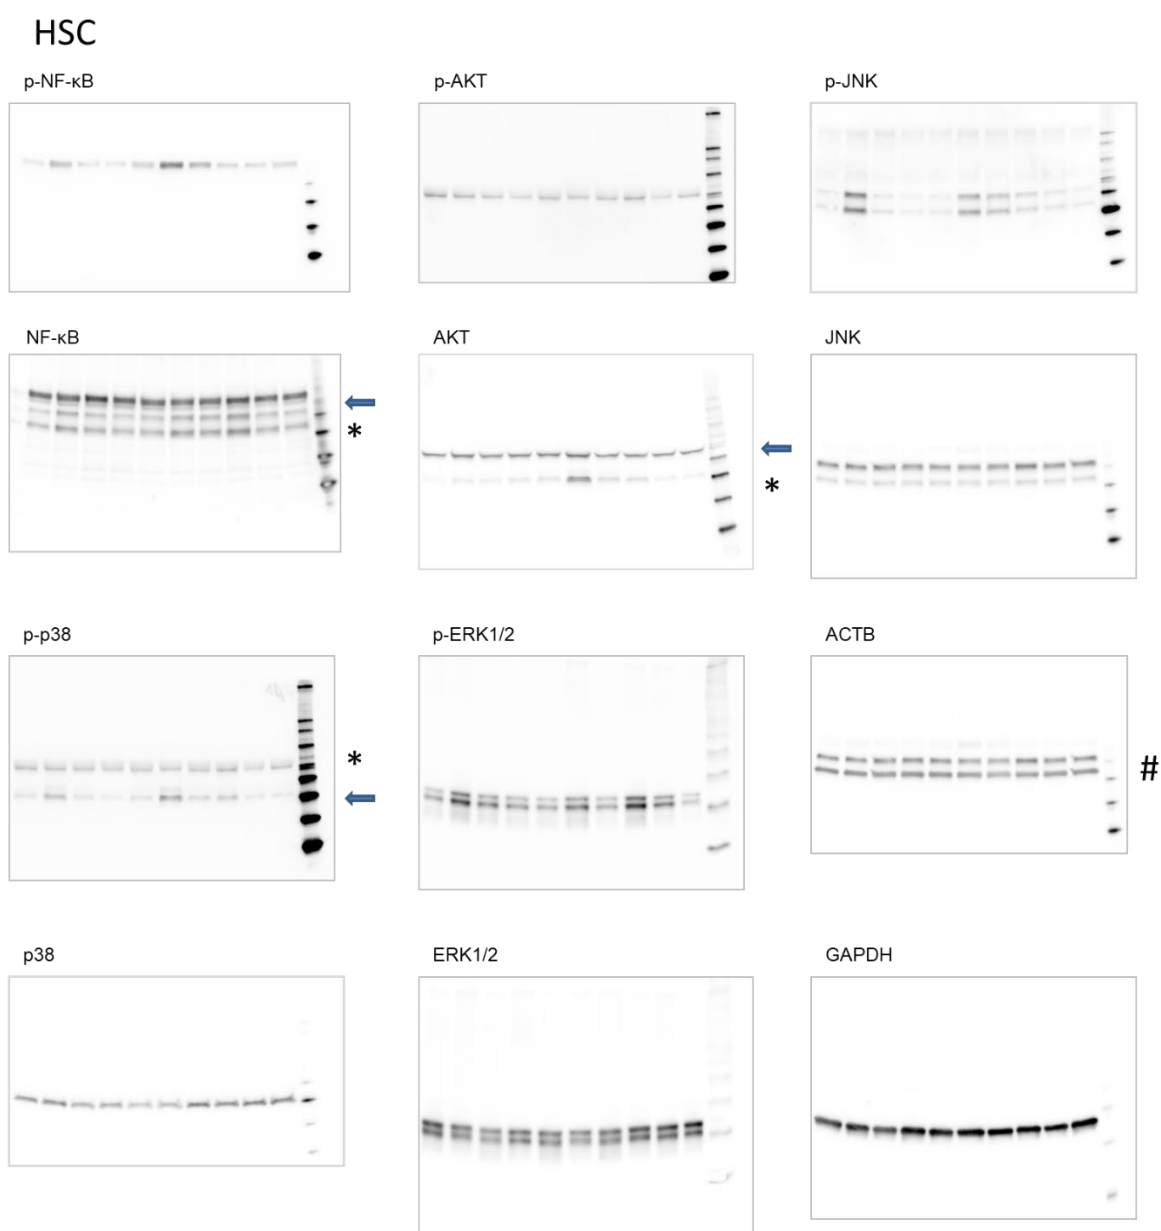 HSC
p-NF-κB
p-AKT
p-JNK
NF-κB
AKT
JNK
*
*
p-p38
p-ERK1/2
ACTB
*
#
p38
ERK1/2
GAPDH